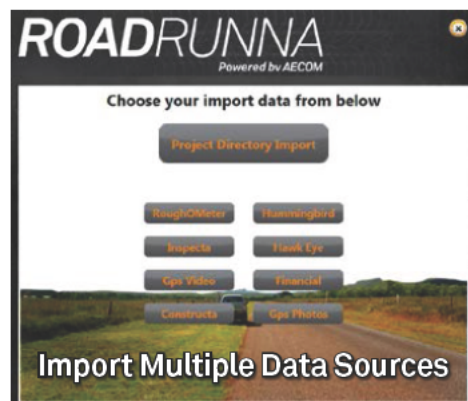 ROADRUNNA
Powered by AECOM
Choose your import data from below
Project Directory Import
RoughOMeter Hummingbird
Inspecta Hawk Eye
Gps Video Financial
Constructa Gps Photos
Import Multiple Data Sources